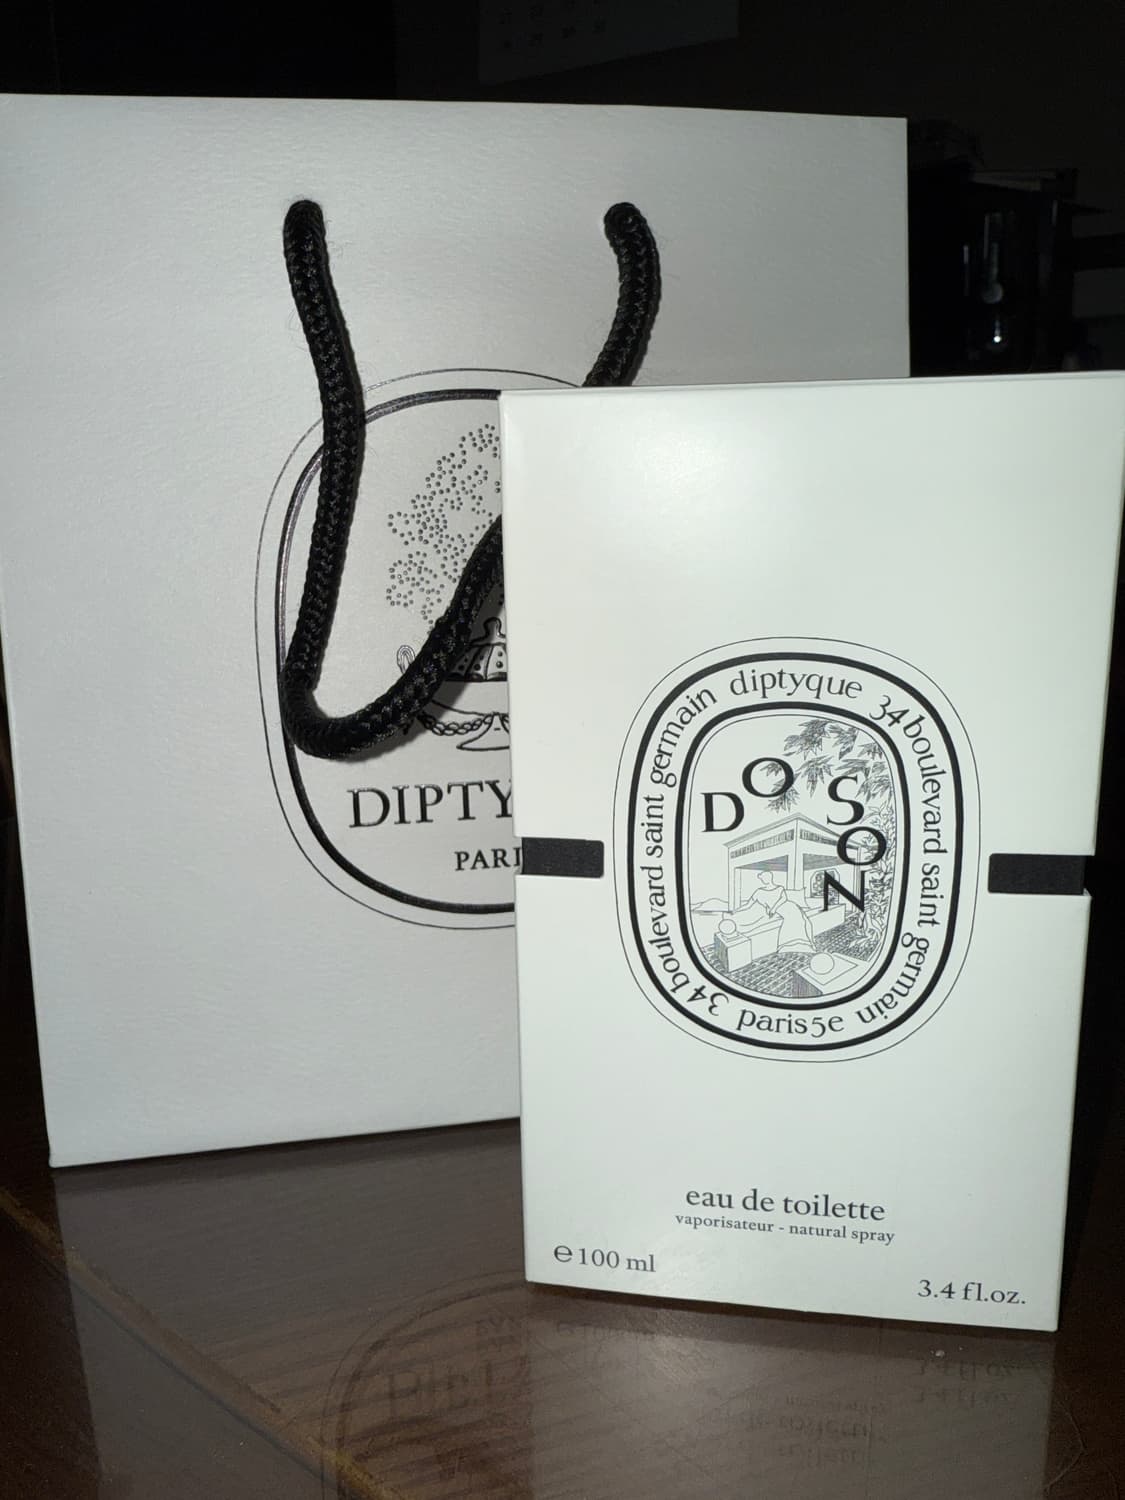 DIPTY
PARI
diptyque 34 boulevard saint germain paris5e 34 boulevard saint germain
DO SON
eau de toilette
vaporisateur - natural spray
e 100 ml
3.4 fl.oz.